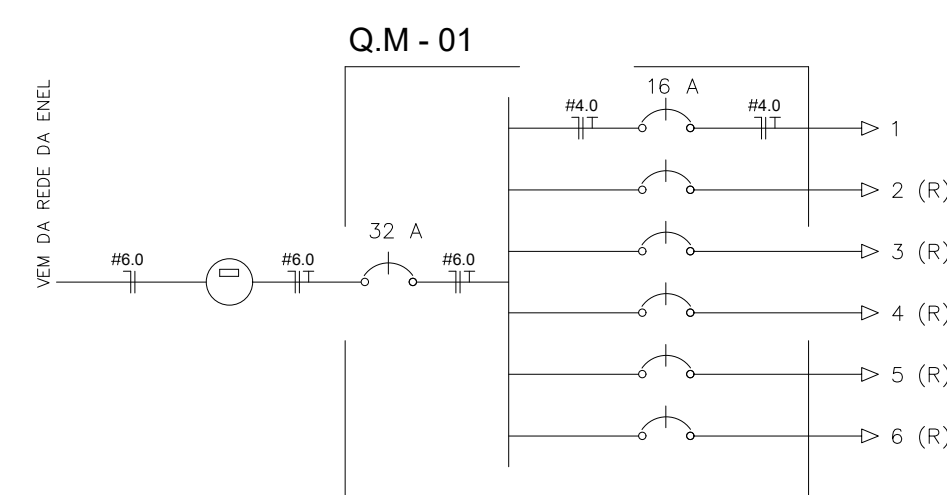 Q.M - 01
VEM DA REDE DA ENEL
#6.0
#6.0
32 A
#6.0
#4.0
16 A
#4.0
1
2 (R)
3 (R)
4 (R)
5 (R)
6 (R)